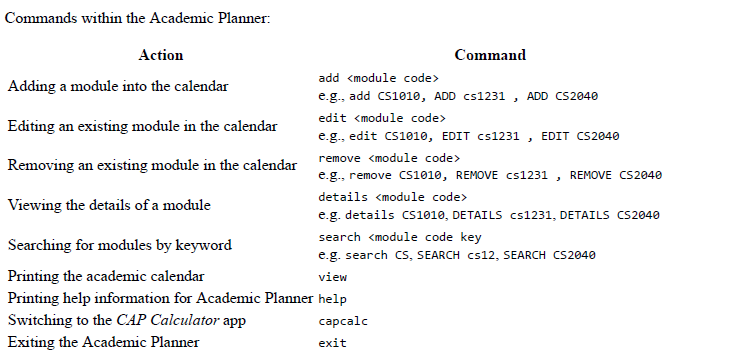 Commands within the Academic Planner:
Action Command
Adding a module into the calendar add <module code>
e.g., add CS1010, ADD cs1231 , ADD CS2040
Editing an existing module in the calendar edit <module code>
e.g., edit CS1010, EDIT cs1231 , EDIT CS2040
Removing an existing module in the calendar remove <module code>
e.g., remove CS1010, REMOVE cs1231 , REMOVE CS2040
Viewing the details of a module details <module code>
e.g. details CS1010, DETAILS cs1231, DETAILS CS2040
Searching for modules by keyword search <module code key
e.g. search CS, SEARCH cs12, SEARCH CS2040
Printing the academic calendar view
Printing help information for Academic Planner help
Switching to the CAP Calculator app capcalc
Exiting the Academic Planner exit